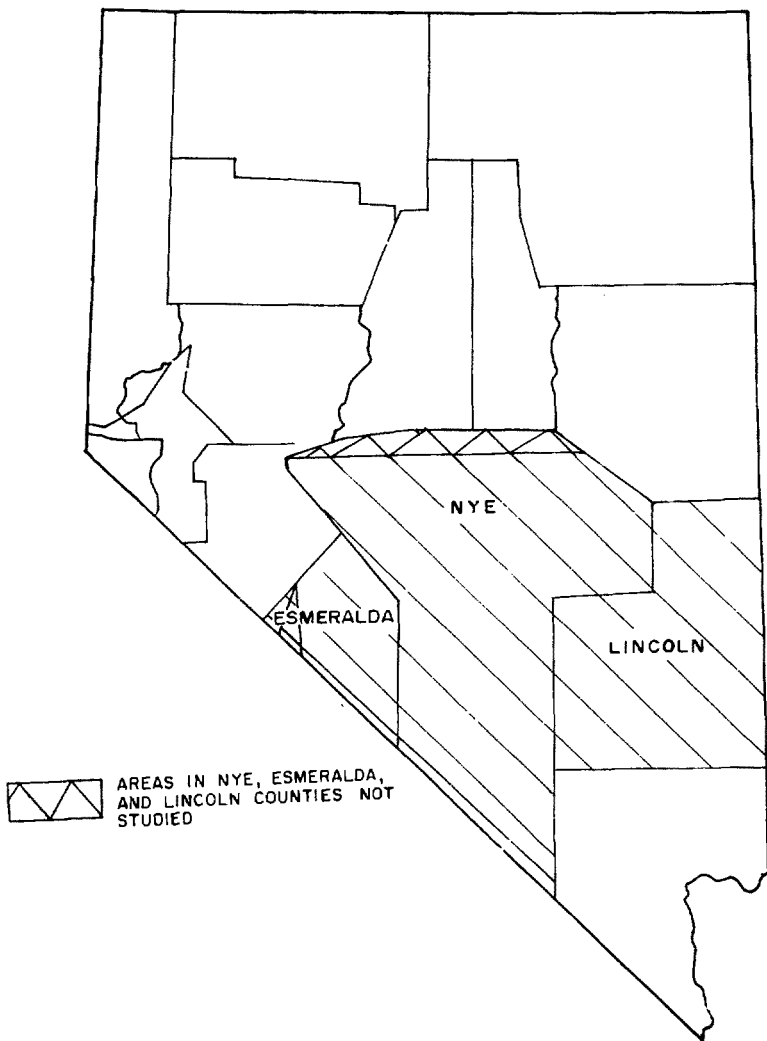 NYE
ESMERALDA
LINCOLN
AREAS IN NYE, ESMERALDA,
AND LINCOLN COUNTIES NOT
STUDIED